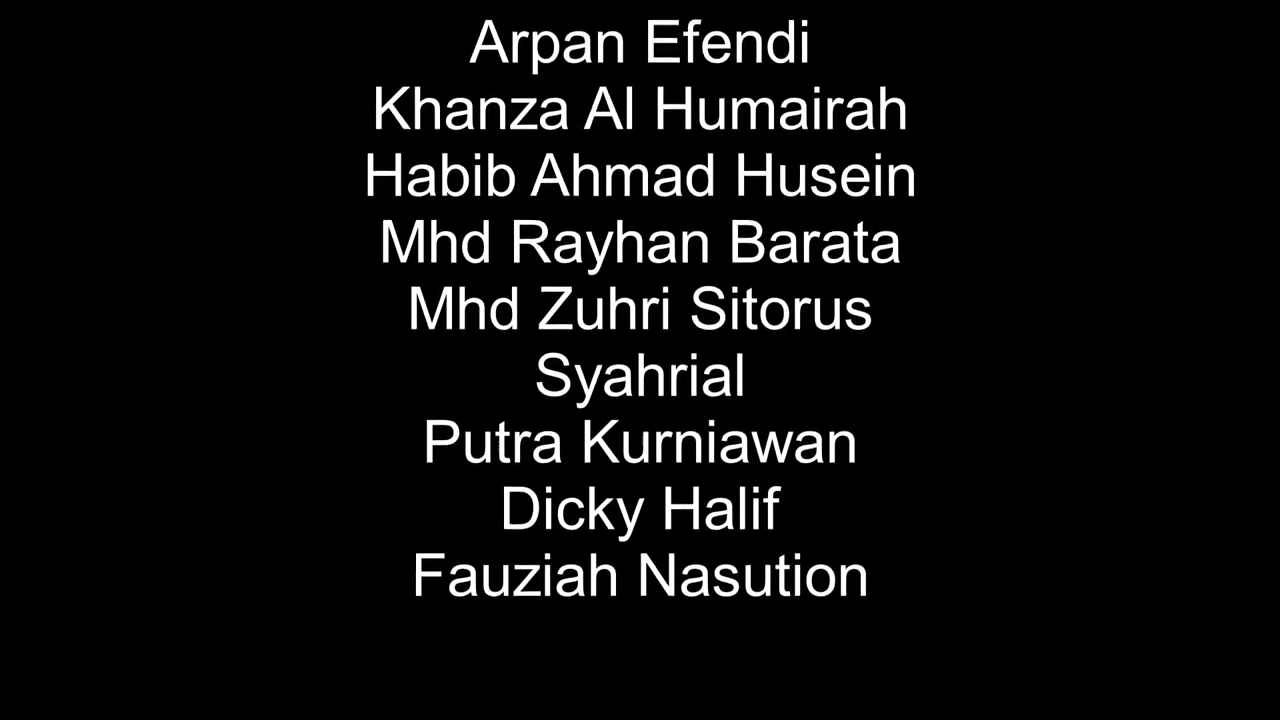 Arpan Efendi
Khanza Al Humairah
Habib Ahmad Husein
Mhd Rayhan Barata
Mhd Zuhri Sitorus
Syahrial
Putra Kurniawan
Dicky Halif
Fauziah Nasution